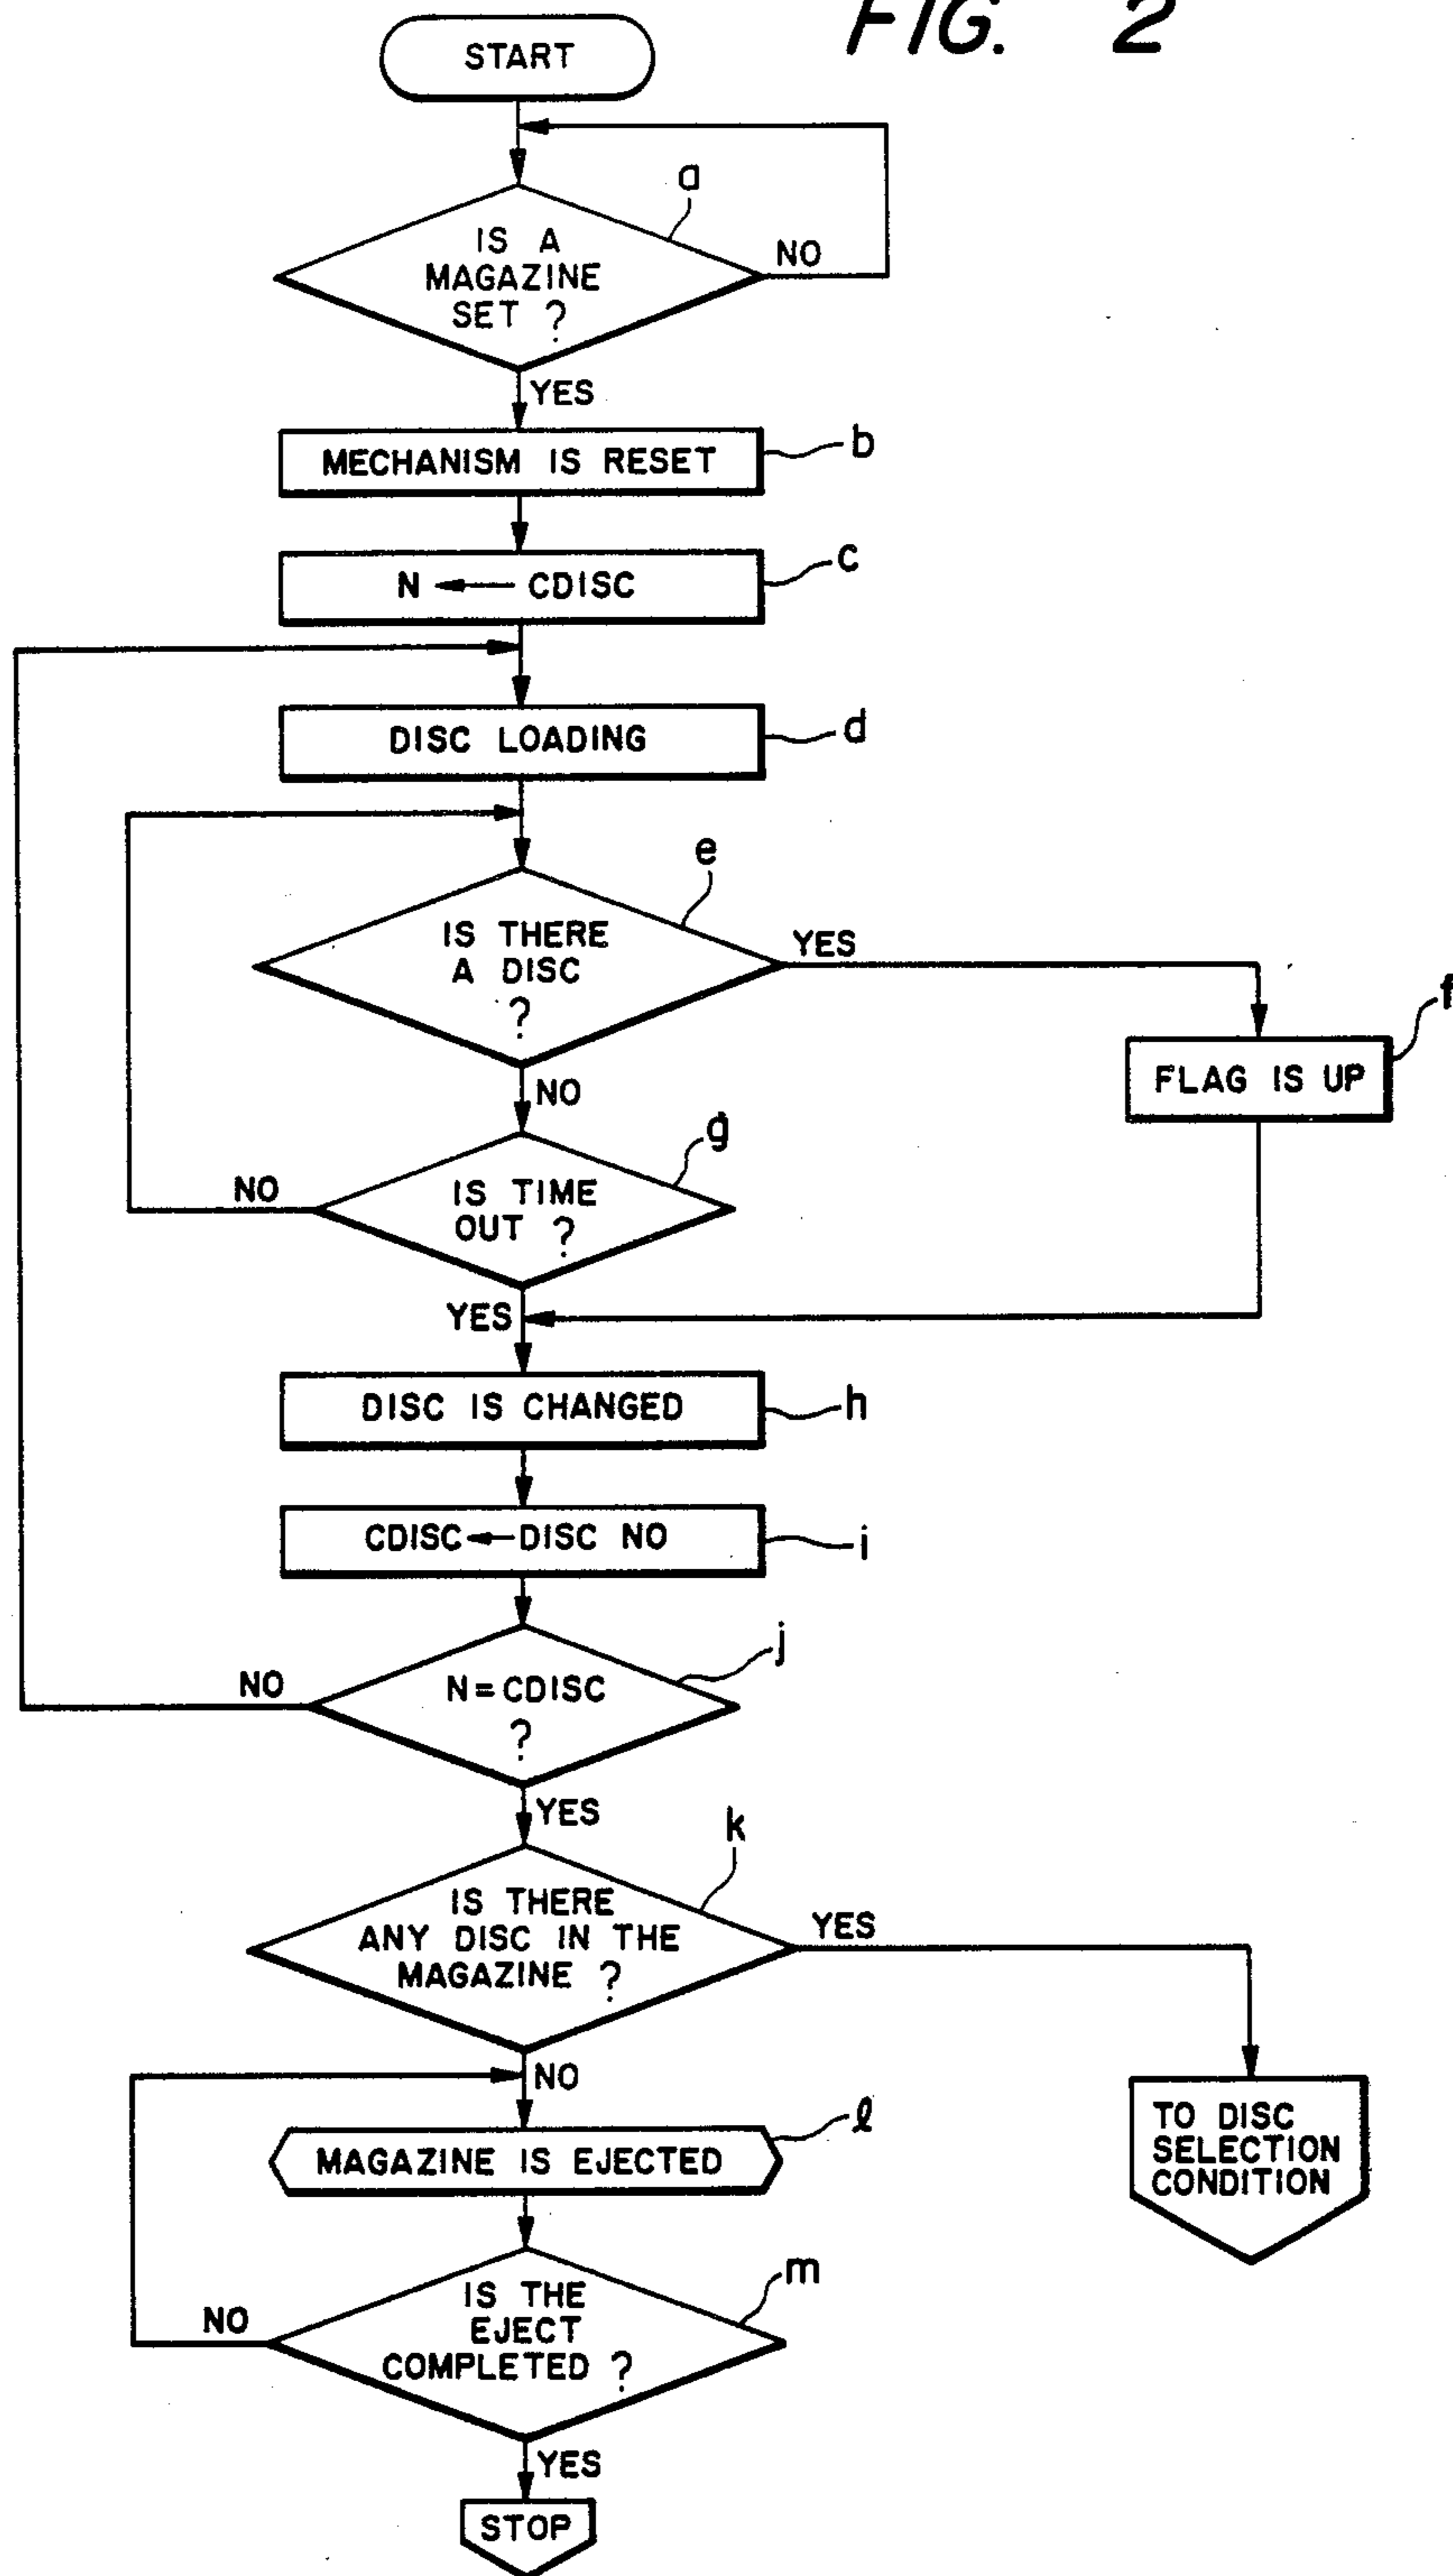 FIG. 2
START
a
IS A
MAGAZINE
SET ?
NO
YES
MECHANISM IS RESET
b
N ← CDISC
c
DISC LOADING
d
e
IS THERE
A DISC
?
YES
FLAG IS UP
f
NO
g
IS TIME
OUT ?
NO
YES
DISC IS CHANGED
h
CDISC ← DISC NO
i
j
N = CDISC
?
NO
YES
k
IS THERE
ANY DISC IN THE
MAGAZINE ?
YES
NO
TO DISC
SELECTION
CONDITION
MAGAZINE IS EJECTED
ℓ
m
IS THE
EJECT
COMPLETED ?
NO
YES
STOP